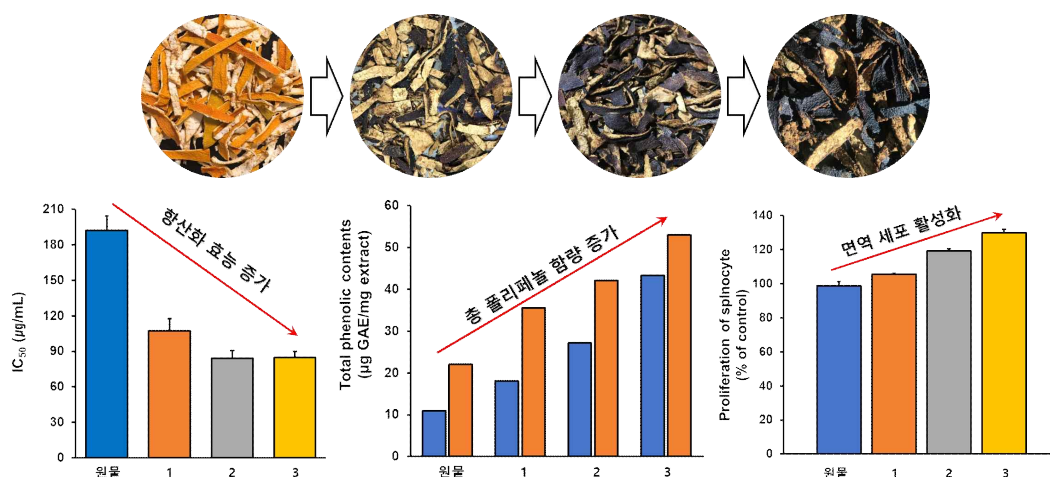 210
180
150
120
90
60
30
0
IC50 (µg/mL)
항산화 효능 증가
원물 1 2 3
60
50
40
30
20
10
0
Total phenolic contents
(µg GAE/mg extract)
총 폴리페놀 함량 증가
원물 1 2 3
140
120
100
80
60
40
20
0
Proliferation of splnocyte
(% of control)
면역 세포 활성화
원물 1 2 3